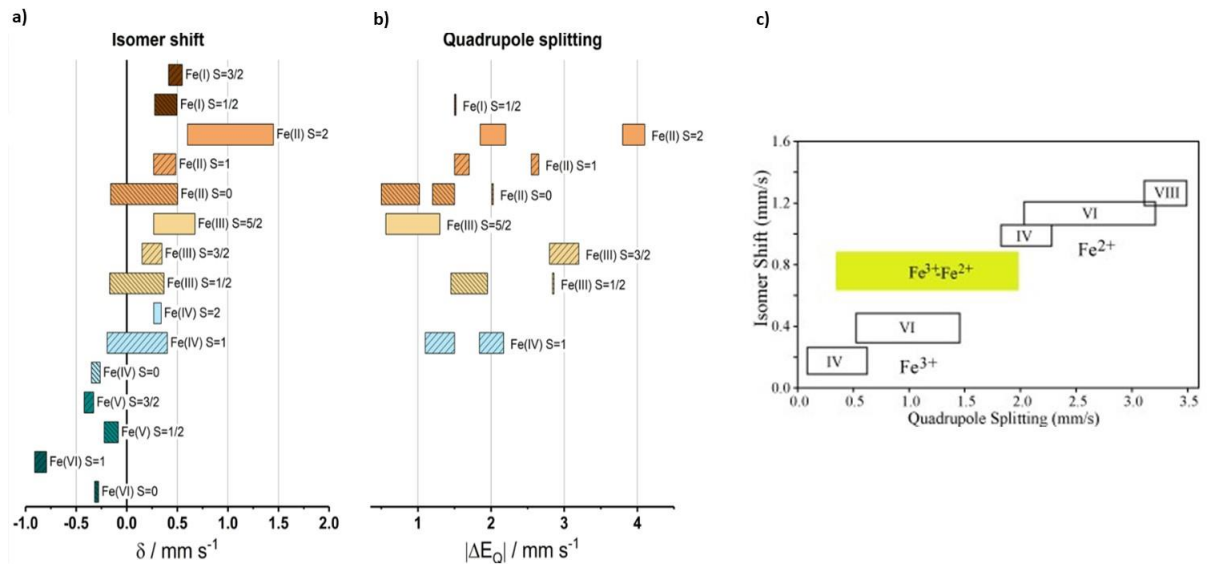 a)
Isomer shift
Fe(I) S=3/2
Fe(I) S=1/2
Fe(II) S=2
Fe(II) S=1
Fe(II) S=0
Fe(III) S=5/2
Fe(III) S=3/2
Fe(III) S=1/2
Fe(IV) S=2
Fe(IV) S=1
Fe(IV) S=0
Fe(V) S=3/2
Fe(V) S=1/2
Fe(VI) S=1
Fe(VI) S=0
-1.0 -0.5 0.0 0.5 1.0 1.5 2.0
δ / mm s⁻¹
b)
Quadrupole splitting
Fe(I) S=1/2
Fe(II) S=2
Fe(II) S=1
Fe(II) S=0
Fe(III) S=5/2
Fe(III) S=3/2
Fe(III) S=1/2
Fe(IV) S=1
1 2 3 4
|ΔE_Q| / mm s⁻¹
c)
Isomer Shift (mm/s)
1.6
1.2
0.8
0.4
0.0
VIII
VI
IV
Fe²⁺
Fe³⁺-Fe²⁺
VI
IV
Fe³⁺
0.0 0.5 1.0 1.5 2.0 2.5 3.0 3.5
Quadrupole Splitting (mm/s)